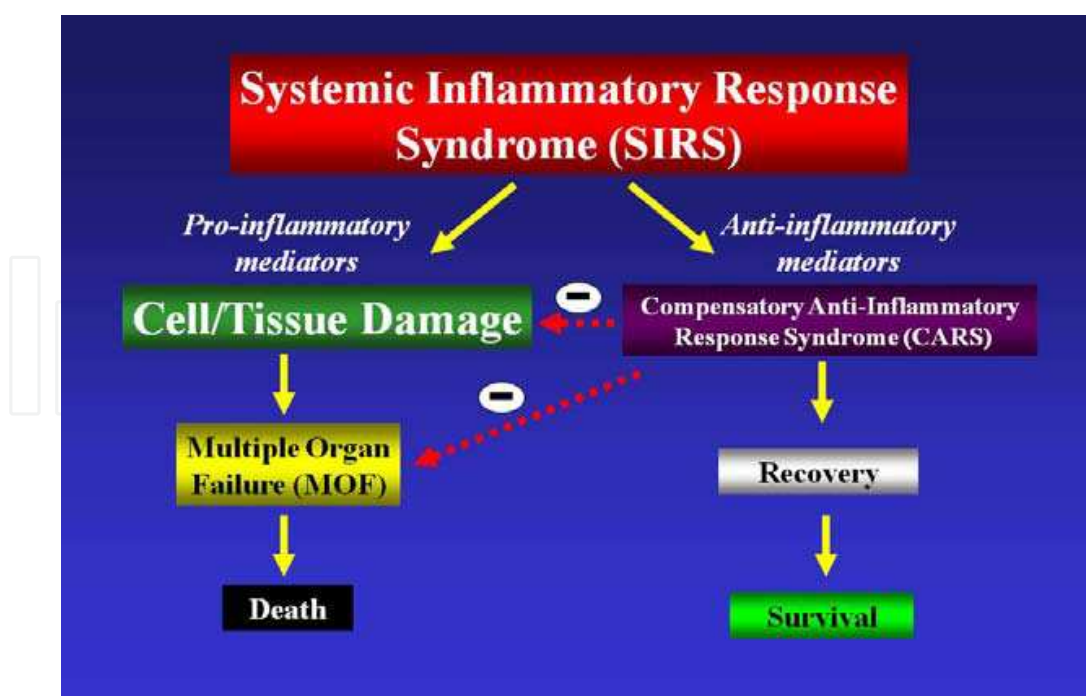 Systemic Inflammatory Response
Syndrome (SIRS)
Pro-inflammatory
mediators
Anti-inflammatory
mediators
Cell/Tissue Damage
Compensatory Anti-Inflammatory
Response Syndrome (CARS)
Multiple Organ
Failure (MOF)
Recovery
Death
Survival